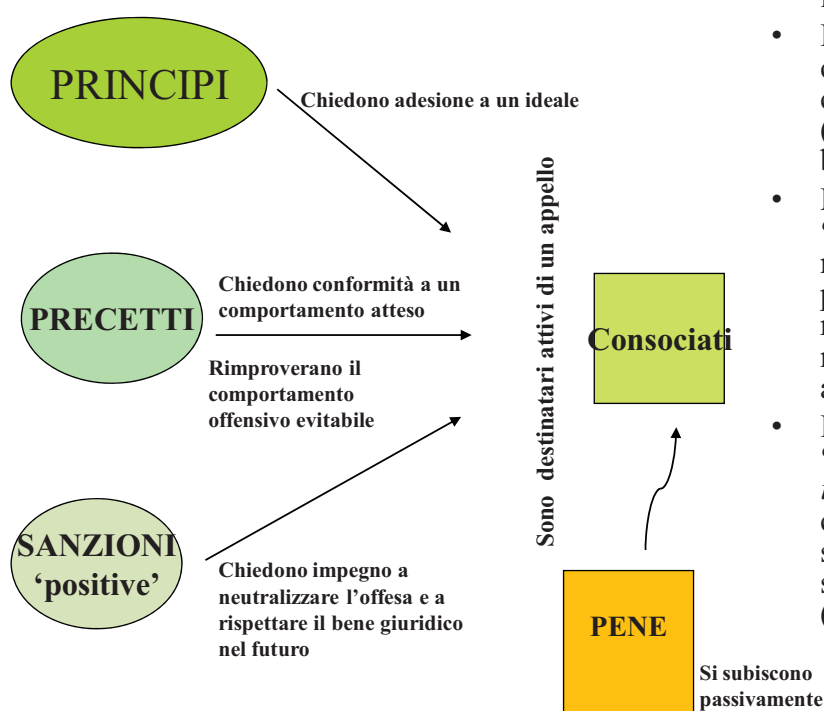 PRINCIPI
Chiedono adesione a un ideale
PRECETTI
Chiedono conformità a un
comportamento atteso
Rimproverano il
comportamento
offensivo evitabile
SANZIONI
‘positive’
Chiedono impegno a
neutralizzare l’offesa e a
rispettare il bene giuridico
nel futuro
Sono destinatari attivi di un appello
Consociati
PENE
Si subiscono
passivamente